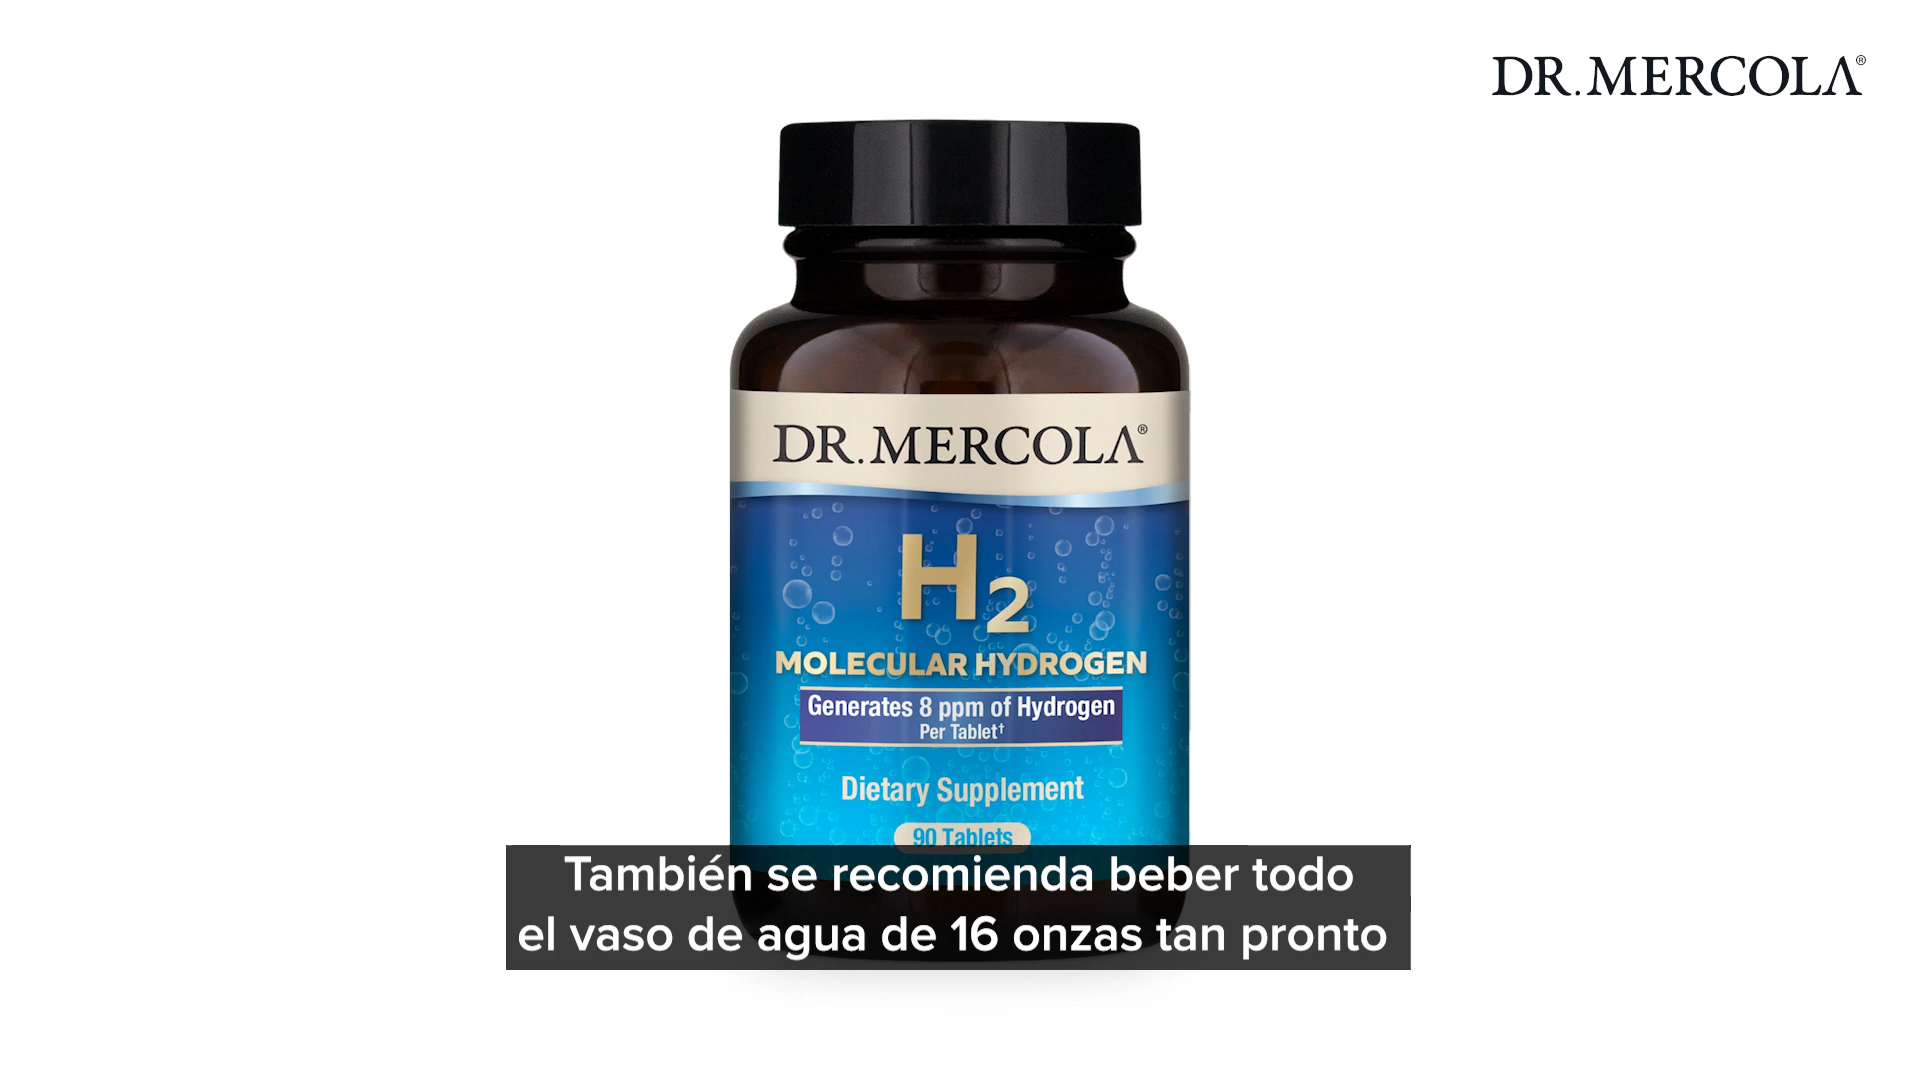 DR. MERCOLA®
DR. MERCOLA®
H2
MOLECULAR HYDROGEN
Generates 8 ppm of Hydrogen
Per Tablet†
Dietary Supplement
90 Tablets
También se recomienda beber todo
el vaso de agua de 16 onzas tan pronto